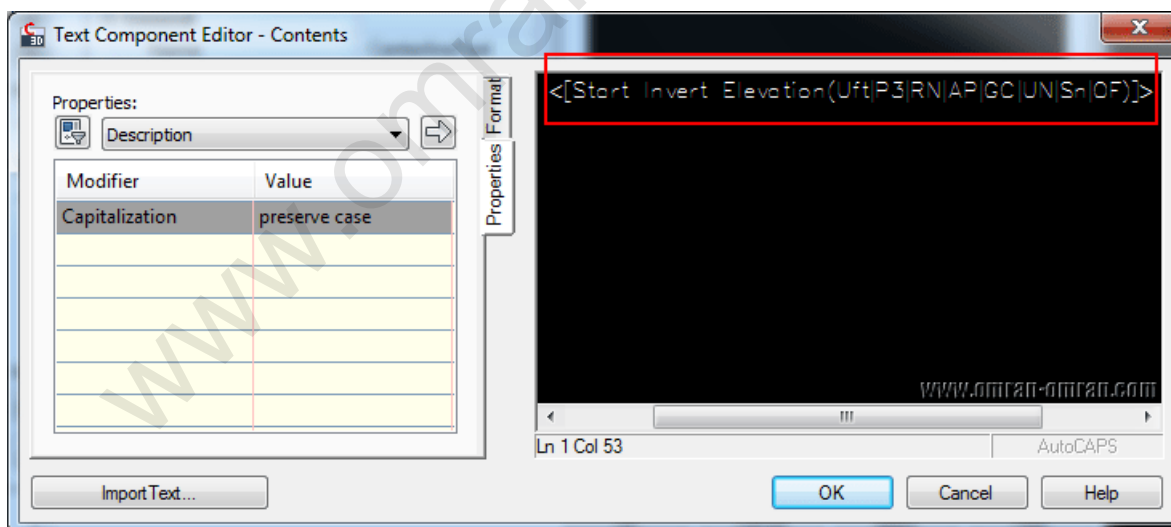 3D
Text Component Editor - Contents
Properties:
Description
Modifier Value
Capitalization preserve case
Format
Properties
<[Start Invert Elevation(Uft|P3|RN|AP|GC|UN|Sn|OF)]>
www.omran-omran.com
Ln 1 Col 53
AutoCAPS
Import Text...
OK
Cancel
Help